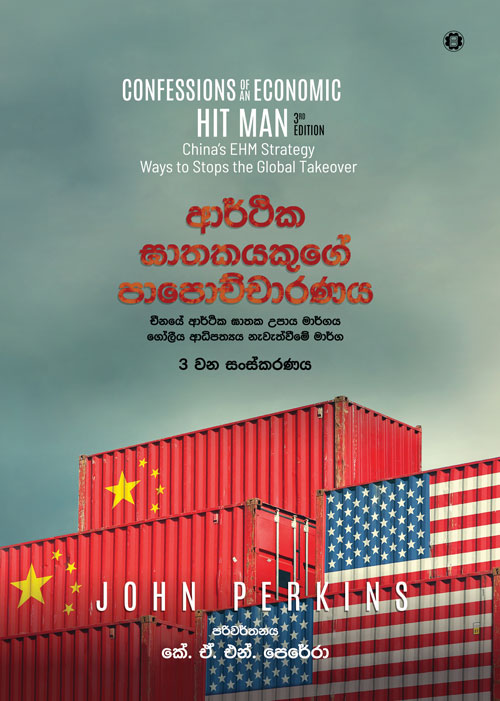 CONFESSIONS OF AN ECONOMIC
HIT MAN 3RD EDITION
China's EHM Strategy
Ways to Stops the Global Takeover
ආර්ථික
ඝාතකයකුගේ
පාපොච්චාරණය
චීනයේ ආර්ථික ඝාතක උපාය මාර්ගය
ගෝලීය ආධිපත්‍යය නැවැත්වීමේ මාර්ග
3 වන සංස්කරණය
JOHN PERKINS
පරිවර්තනය
කේ. ඒ. එන්. පෙරේරා